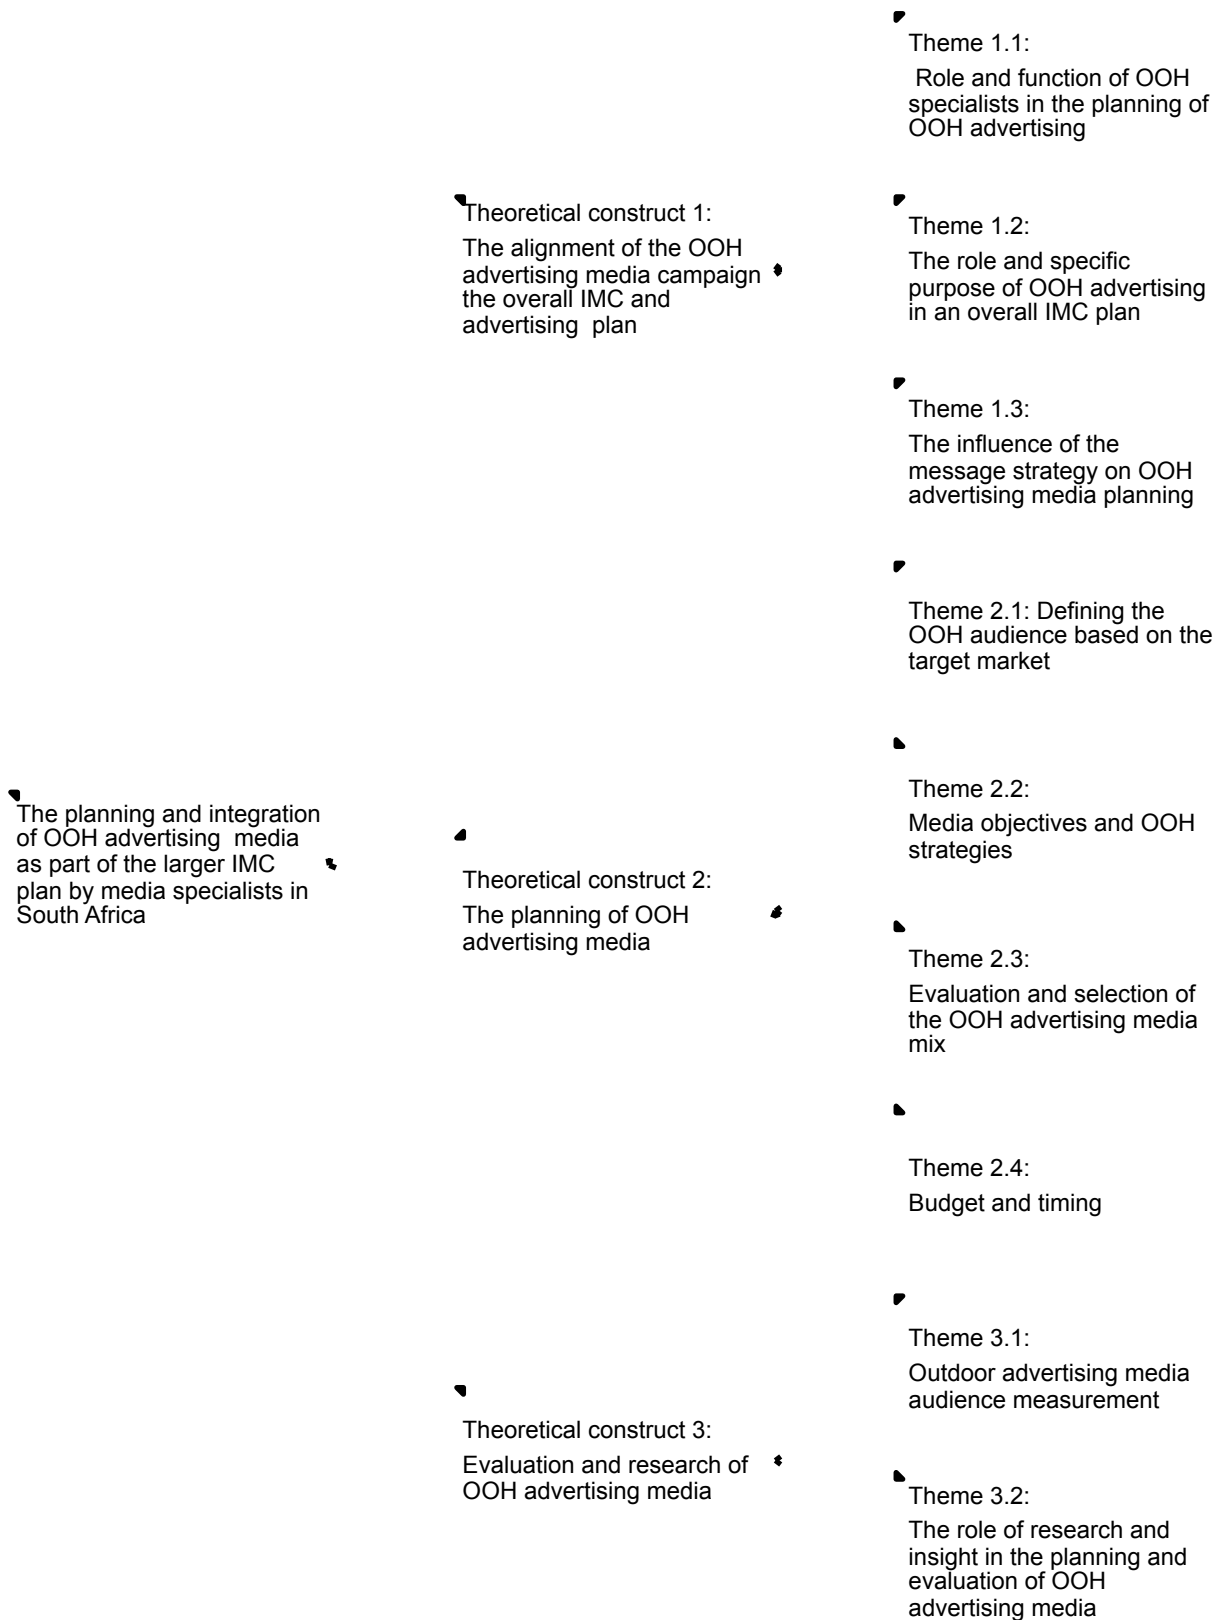 The planning and integration
of OOH advertising  media
as part of the larger IMC
plan by media specialists in
South Africa
Theoretical construct 1:
The alignment of the OOH
advertising media campaign
the overall IMC and
advertising  plan
Theme 1.1:
Role and function of OOH
specialists in the planning of
OOH advertising
Theme 1.2:
The role and specific
purpose of OOH advertising
in an overall IMC plan
Theme 1.3:
The influence of the
message strategy on OOH
advertising media planning
Theoretical construct 2:
The planning of OOH
advertising media
Theme 2.1: Defining the
OOH audience based on the
target market
Theme 2.2:
Media objectives and OOH
strategies
Theme 2.3:
Evaluation and selection of
the OOH advertising media
mix
Theme 2.4:
Budget and timing
Theoretical construct 3:
Evaluation and research of
OOH advertising media
Theme 3.1:
Outdoor advertising media
audience measurement
Theme 3.2:
The role of research and
insight in the planning and
evaluation of OOH
advertising media